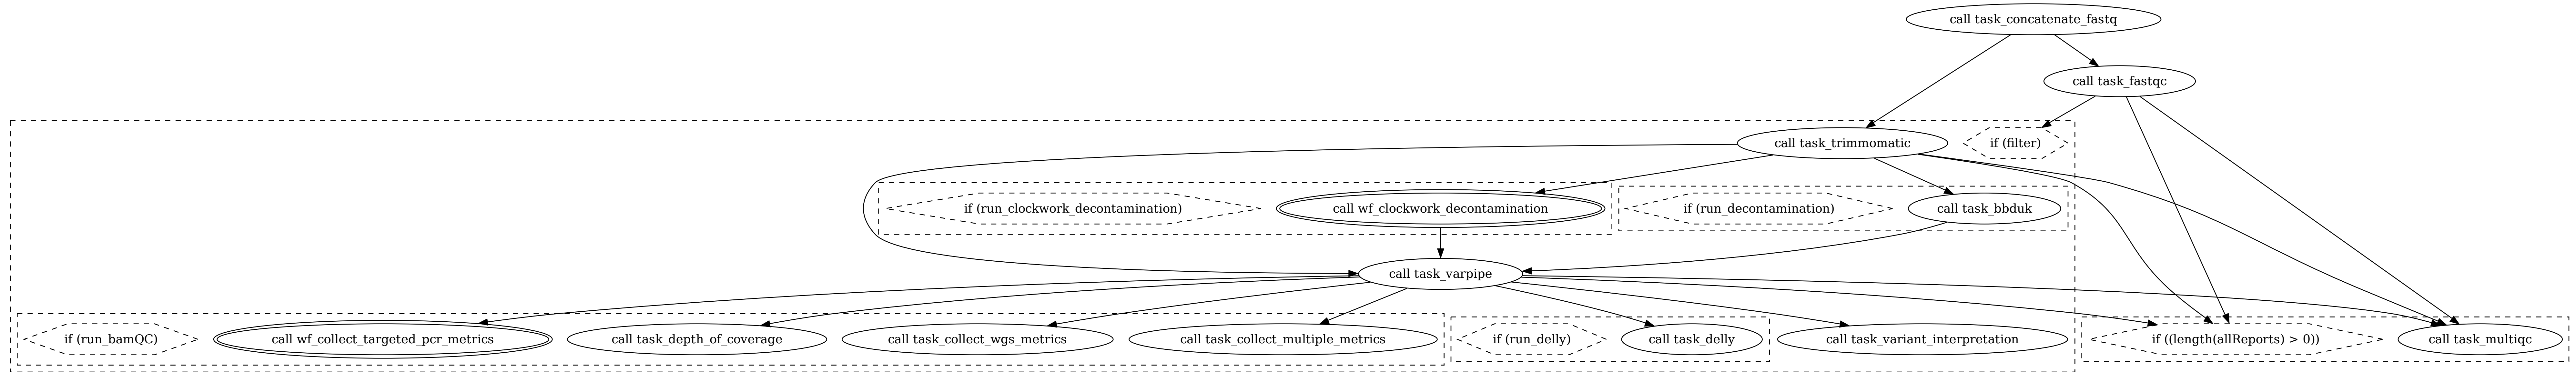 call task_concatenate_fastq
call task_fastqc
call task_trimmomatic
if (filter)
if (run_clockwork_decontamination)
call wf_clockwork_decontamination
if (run_decontamination)
call task_bbduk
call task_varpipe
if (run_bamQC)
call wf_collect_targeted_pcr_metrics
call task_depth_of_coverage
call task_collect_wgs_metrics
call task_collect_multiple_metrics
if (run_delly)
call task_delly
call task_variant_interpretation
if ((length(allReports) > 0))
call task_multiqc